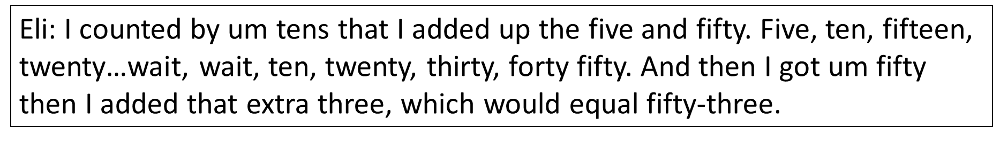 Eli: I counted by um tens that I added up the five and fifty. Five, ten, fifteen,
twenty…wait, wait, ten, twenty, thirty, forty fifty. And then I got um fifty
then I added that extra three, which would equal fifty-three.